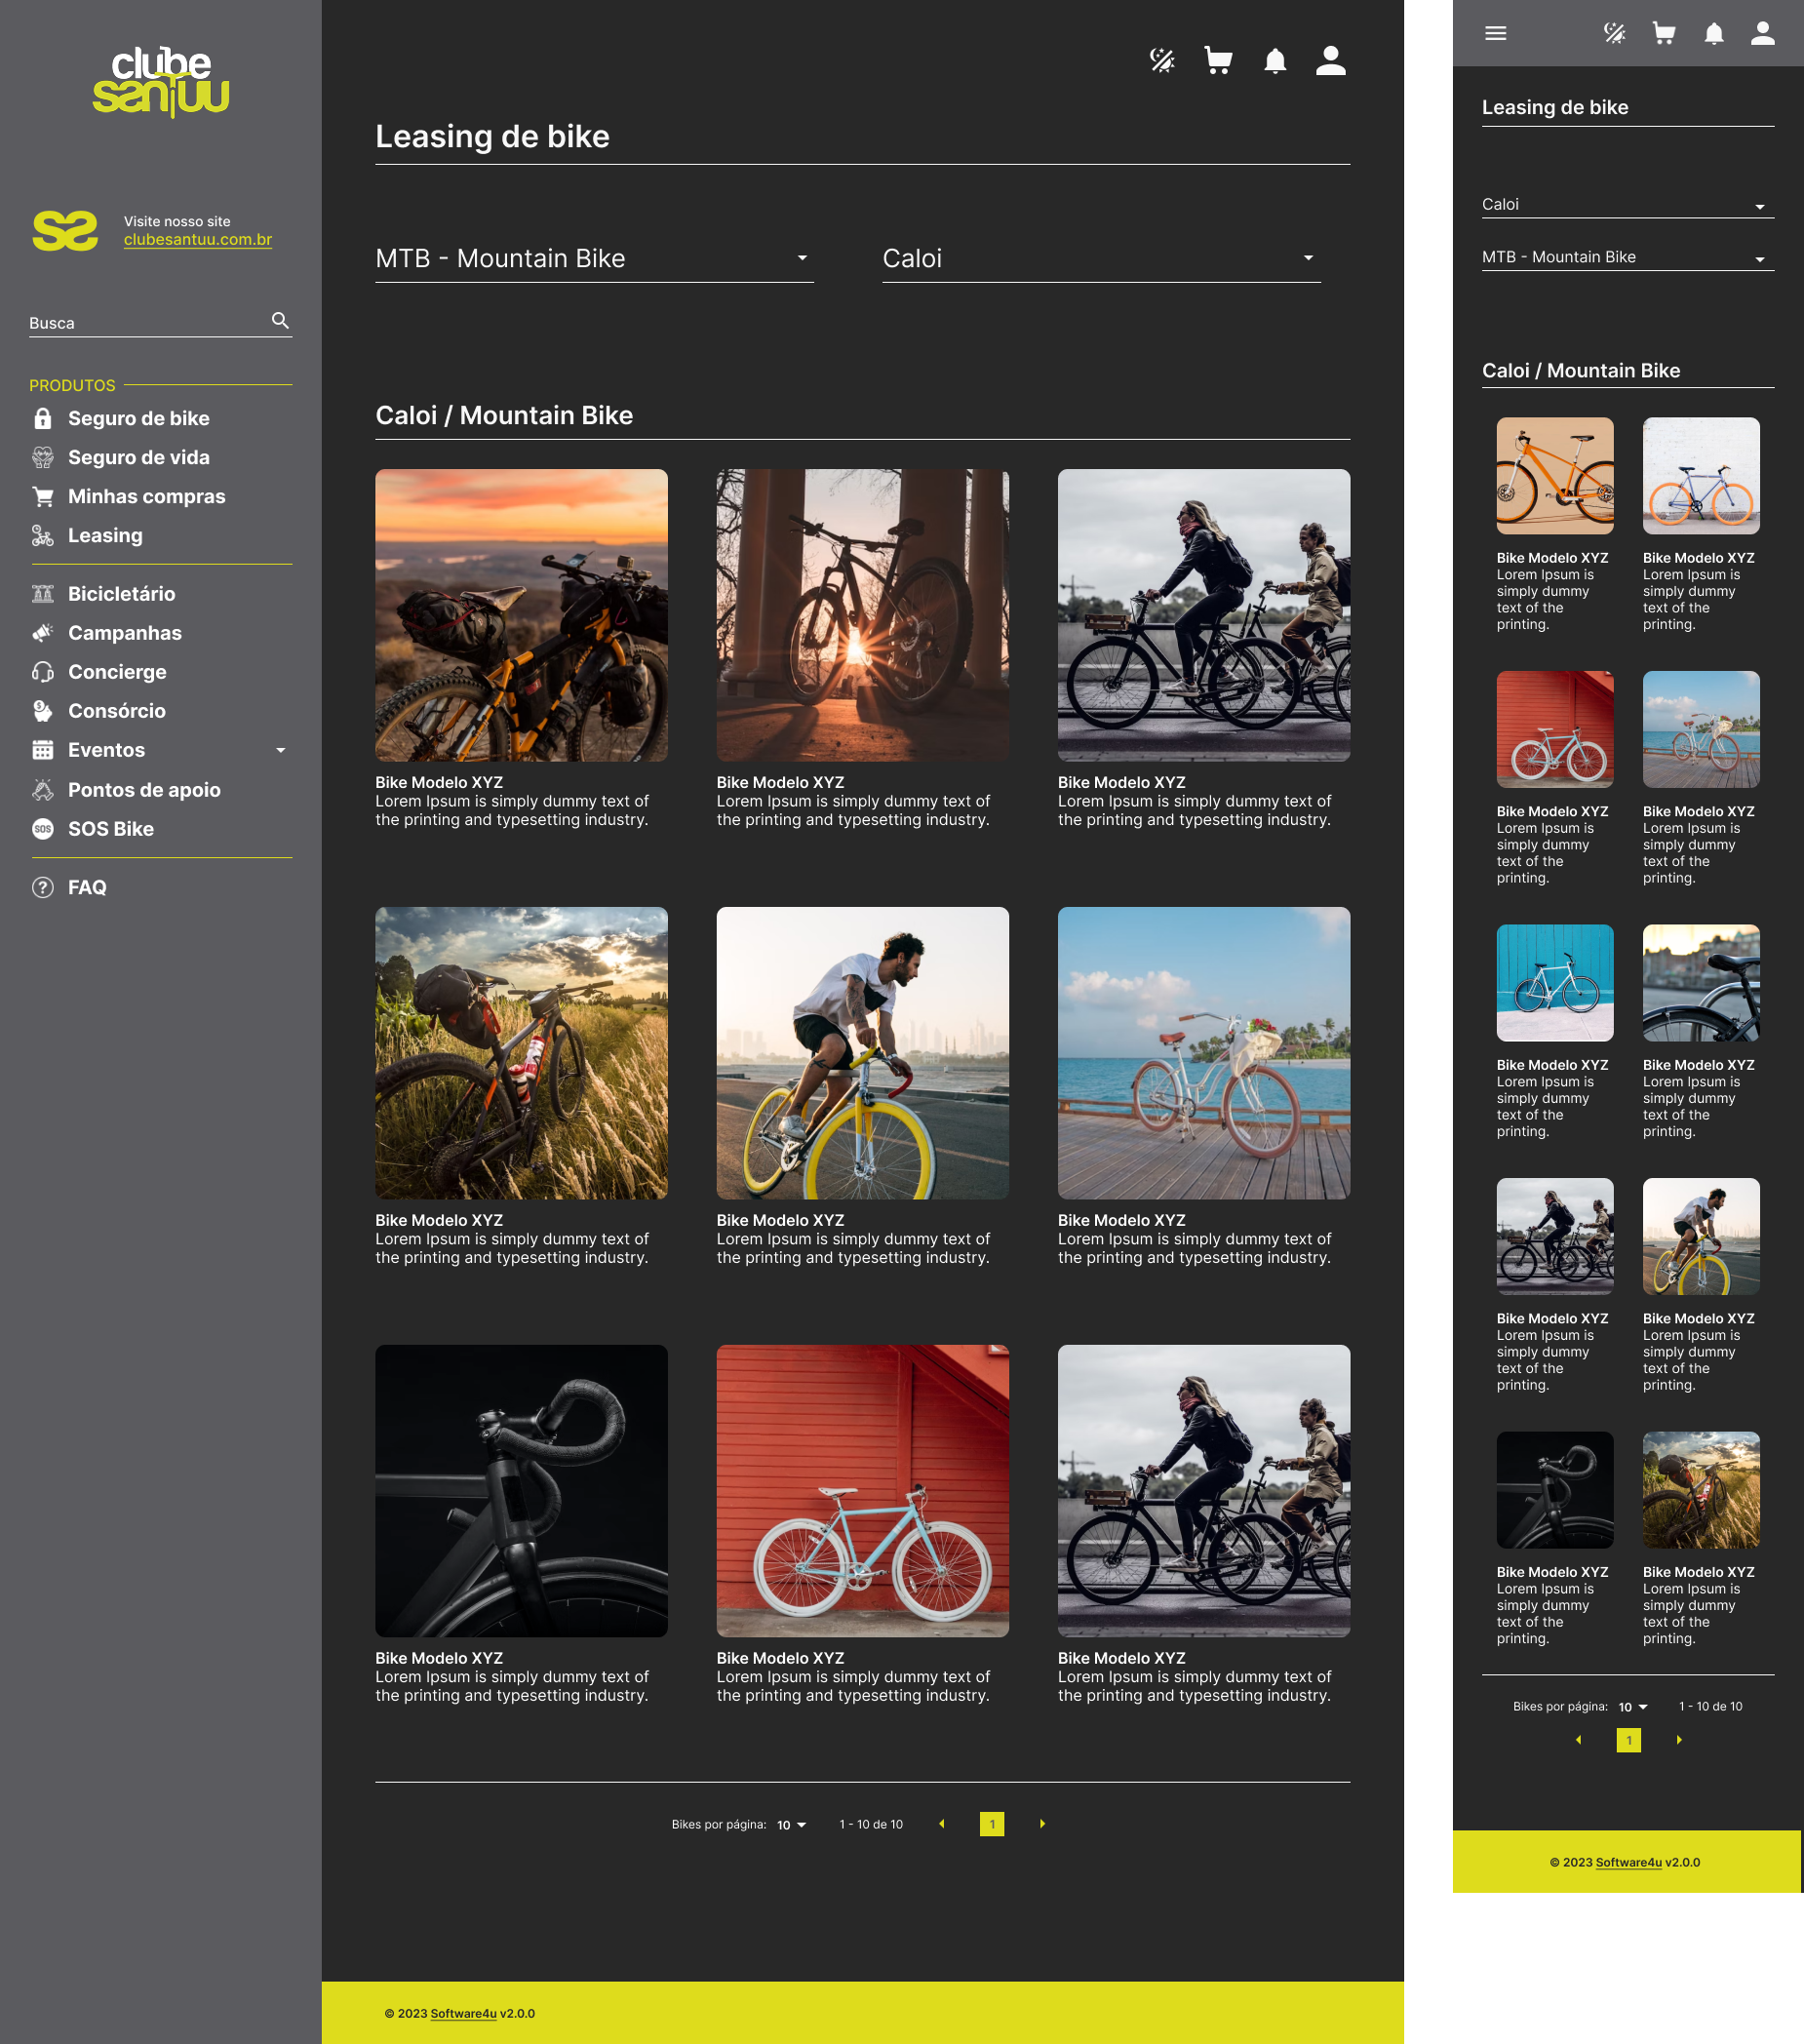 clube
santuu
Visite nosso site
clubesantuu.com.br
Busca
PRODUTOS
Seguro de bike
Seguro de vida
Minhas compras
Leasing
Bicicletário
Campanhas
Concierge
Consórcio
Eventos
Pontos de apoio
SOS
SOS Bike
FAQ
Leasing de bike
MTB - Mountain Bike
Caloi
Caloi / Mountain Bike
Bike Modelo XYZ
Lorem Ipsum is simply dummy text of
the printing and typesetting industry.
Bike Modelo XYZ
Lorem Ipsum is simply dummy text of
the printing and typesetting industry.
Bike Modelo XYZ
Lorem Ipsum is simply dummy text of
the printing and typesetting industry.
Bike Modelo XYZ
Lorem Ipsum is simply dummy text of
the printing and typesetting industry.
Bike Modelo XYZ
Lorem Ipsum is simply dummy text of
the printing and typesetting industry.
Bike Modelo XYZ
Lorem Ipsum is simply dummy text of
the printing and typesetting industry.
Bike Modelo XYZ
Lorem Ipsum is simply dummy text of
the printing and typesetting industry.
Bike Modelo XYZ
Lorem Ipsum is simply dummy text of
the printing and typesetting industry.
Bike Modelo XYZ
Lorem Ipsum is simply dummy text of
the printing and typesetting industry.
Bikes por página: 10 1 - 10 de 10 1
© 2023 Software4u v2.0.0
Leasing de bike
Caloi
MTB - Mountain Bike
Caloi / Mountain Bike
Bike Modelo XYZ
Lorem Ipsum is
simply dummy
text of the
printing.
Bike Modelo XYZ
Lorem Ipsum is
simply dummy
text of the
printing.
Bike Modelo XYZ
Lorem Ipsum is
simply dummy
text of the
printing.
Bike Modelo XYZ
Lorem Ipsum is
simply dummy
text of the
printing.
Bike Modelo XYZ
Lorem Ipsum is
simply dummy
text of the
printing.
Bike Modelo XYZ
Lorem Ipsum is
simply dummy
text of the
printing.
Bike Modelo XYZ
Lorem Ipsum is
simply dummy
text of the
printing.
Bike Modelo XYZ
Lorem Ipsum is
simply dummy
text of the
printing.
Bike Modelo XYZ
Lorem Ipsum is
simply dummy
text of the
printing.
Bike Modelo XYZ
Lorem Ipsum is
simply dummy
text of the
printing.
Bikes por página: 10 1 - 10 de 10
1
© 2023 Software4u v2.0.0